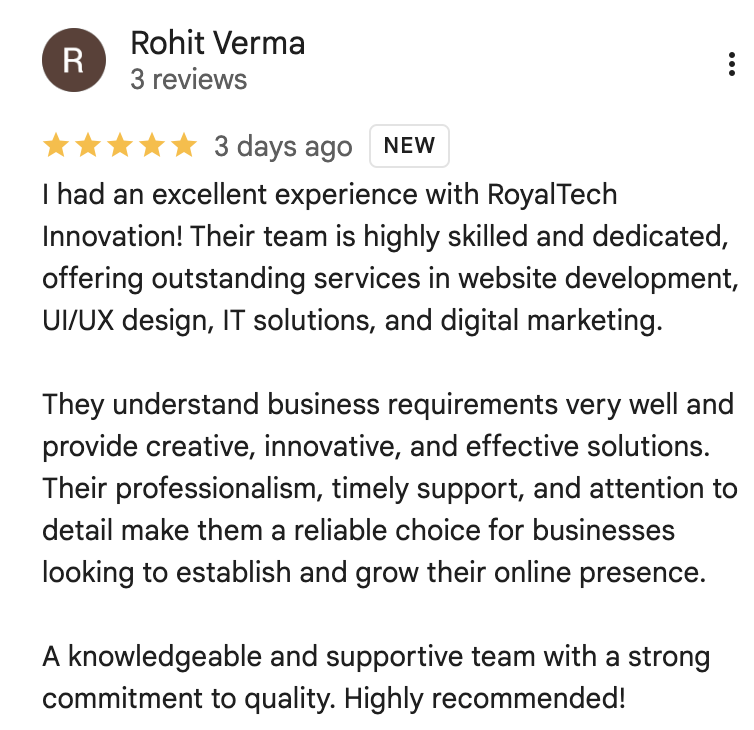 R
Rohit Verma
3 reviews
3 days ago NEW
I had an excellent experience with RoyalTech
Innovation! Their team is highly skilled and dedicated,
offering outstanding services in website development,
UI/UX design, IT solutions, and digital marketing.
They understand business requirements very well and
provide creative, innovative, and effective solutions.
Their professionalism, timely support, and attention to
detail make them a reliable choice for businesses
looking to establish and grow their online presence.
A knowledgeable and supportive team with a strong
commitment to quality. Highly recommended!